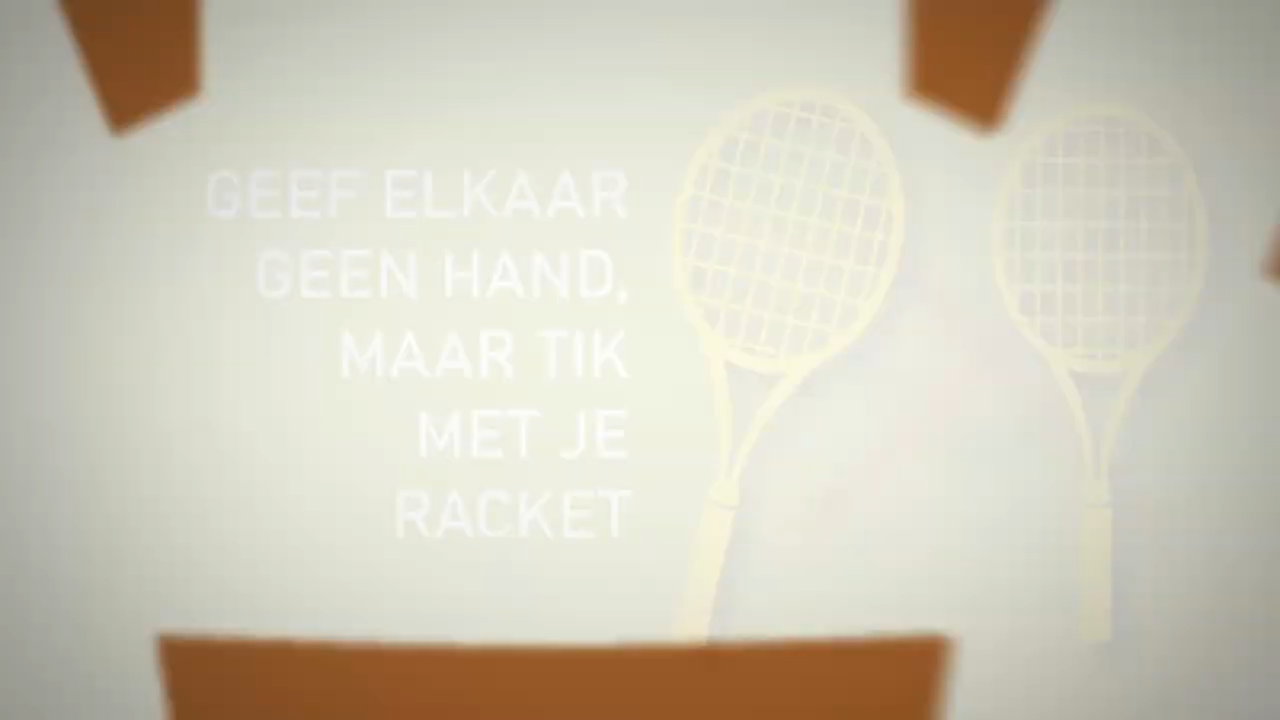 GEEF ELKAAR
GEEN HAND,
MAAR TIK
MET JE
RACKET